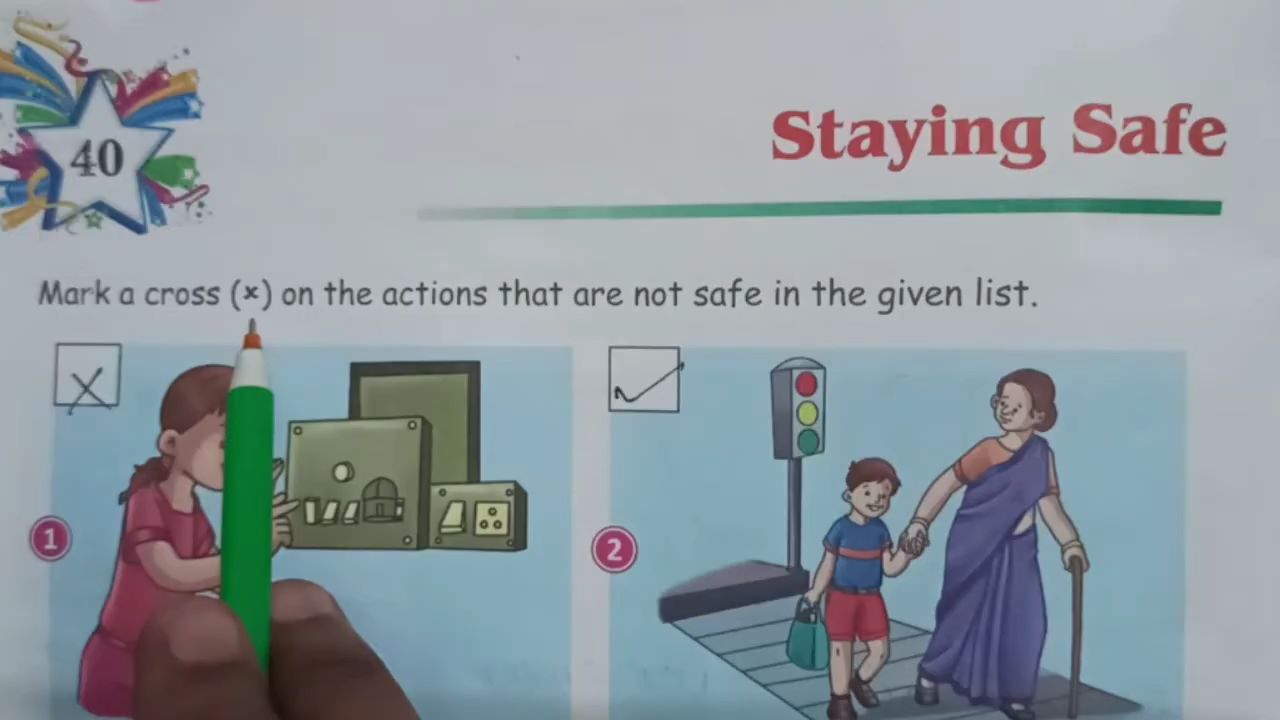 40
Staying Safe
Mark a cross (×) on the actions that are not safe in the given list.
1
2